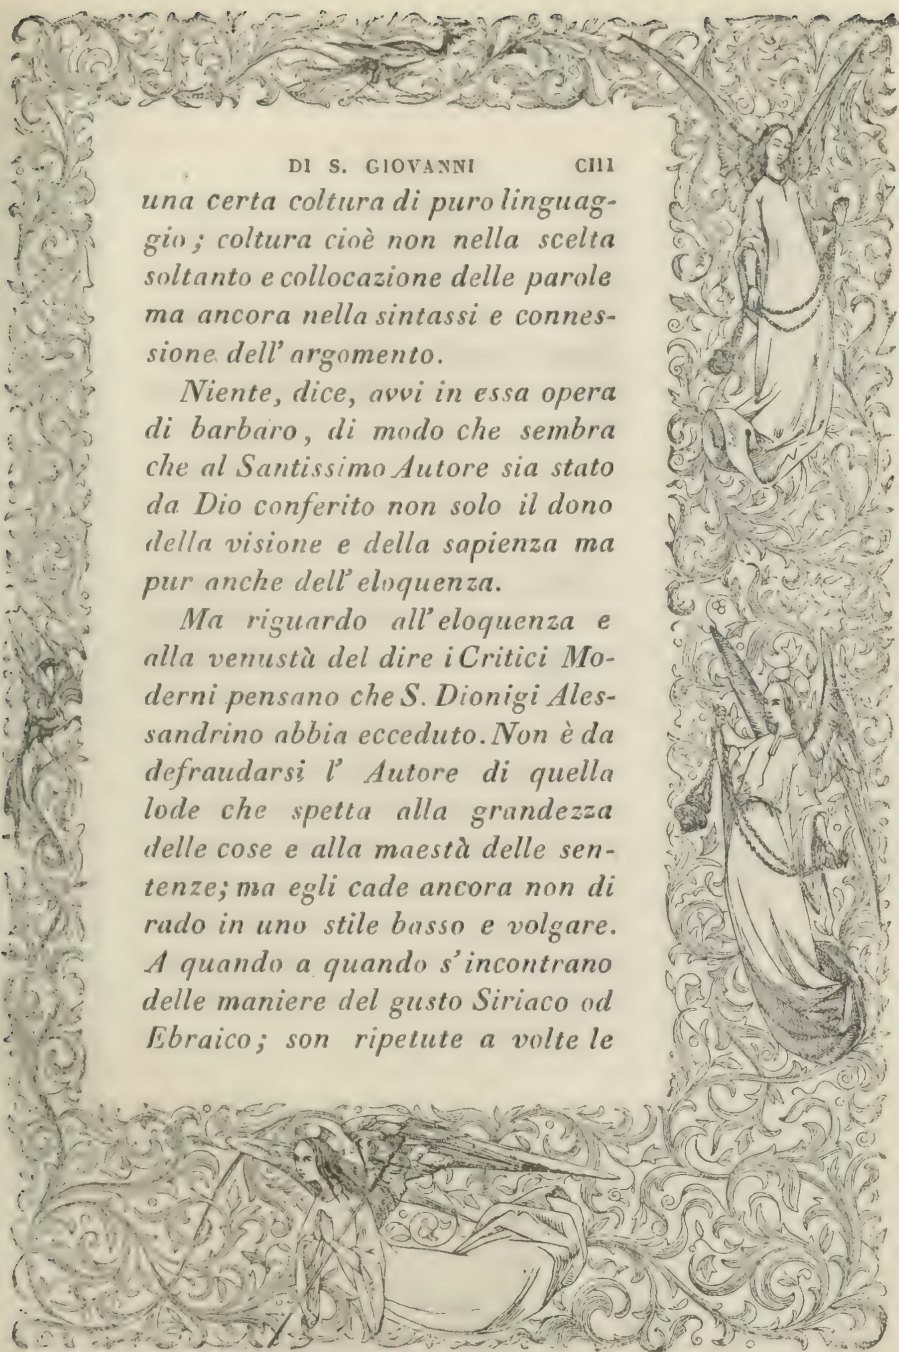 DI S. GIOVANNI CIII
una certa coltura di puro linguag-
gio; coltura cioè non nella scelta
soltanto e collocazione delle parole
ma ancora nella sintassi e connes-
sione dell' argomento.
Niente, dice, avvi in essa opera
di barbaro, di modo che sembra
che al Santissimo Autore sia stato
da Dio conferito non solo il dono
della visione e della sapienza ma
pur anche dell' eloquenza.
Ma riguardo all' eloquenza e
alla venustà del dire i Critici Mo-
derni pensano che S. Dionigi Ales-
sandrino abbia ecceduto. Non è da
defraudarsi l' Autore di quella
lode che spetta alla grandezza
delle cose e alla maestà delle sen-
tenze; ma egli cade ancora non di
rado in uno stile basso e volgare.
A quando a quando s' incontrano
delle maniere del gusto Siriaco od
Ebraico; son ripetute a volte le